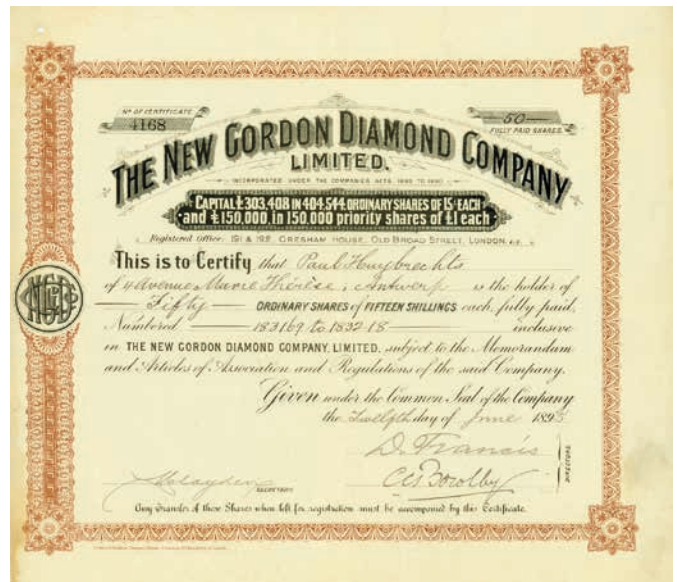 Nº OF CERTIFICATE
4168
50
FULLY PAID SHARES.
THE NEW GORDON DIAMOND COMPANY
LIMITED.
INCORPORATED UNDER THE COMPANIES ACTS 1862 TO 1890
CAPITAL £303,408 IN 404,544 ORDINARY SHARES OF 15/- EACH
and £150,000, in 150,000 priority shares of £1 each
Registered Office: 191 & 192 GRESHAM HOUSE, OLD BROAD STREET, LONDON, E.C.
This is to Certify that Paul Huybrechts
of 4 Avenue Marie Thérèse, Antwerp is the holder of
Fifty ORDINARY SHARES of FIFTEEN SHILLINGS each, fully paid,
Numbered 183169 to 183218 inclusive
in THE NEW GORDON DIAMOND COMPANY, LIMITED, subject to the Memorandum
and Articles of Association and Regulations of the said Company.
Given under the Common Seal of the Company
the Twelfth day of June 1895
D. Francis
DIRECTORS
SECRETARY
Any Transfer of these Shares when left for registration must be accompanied by this Certificate.